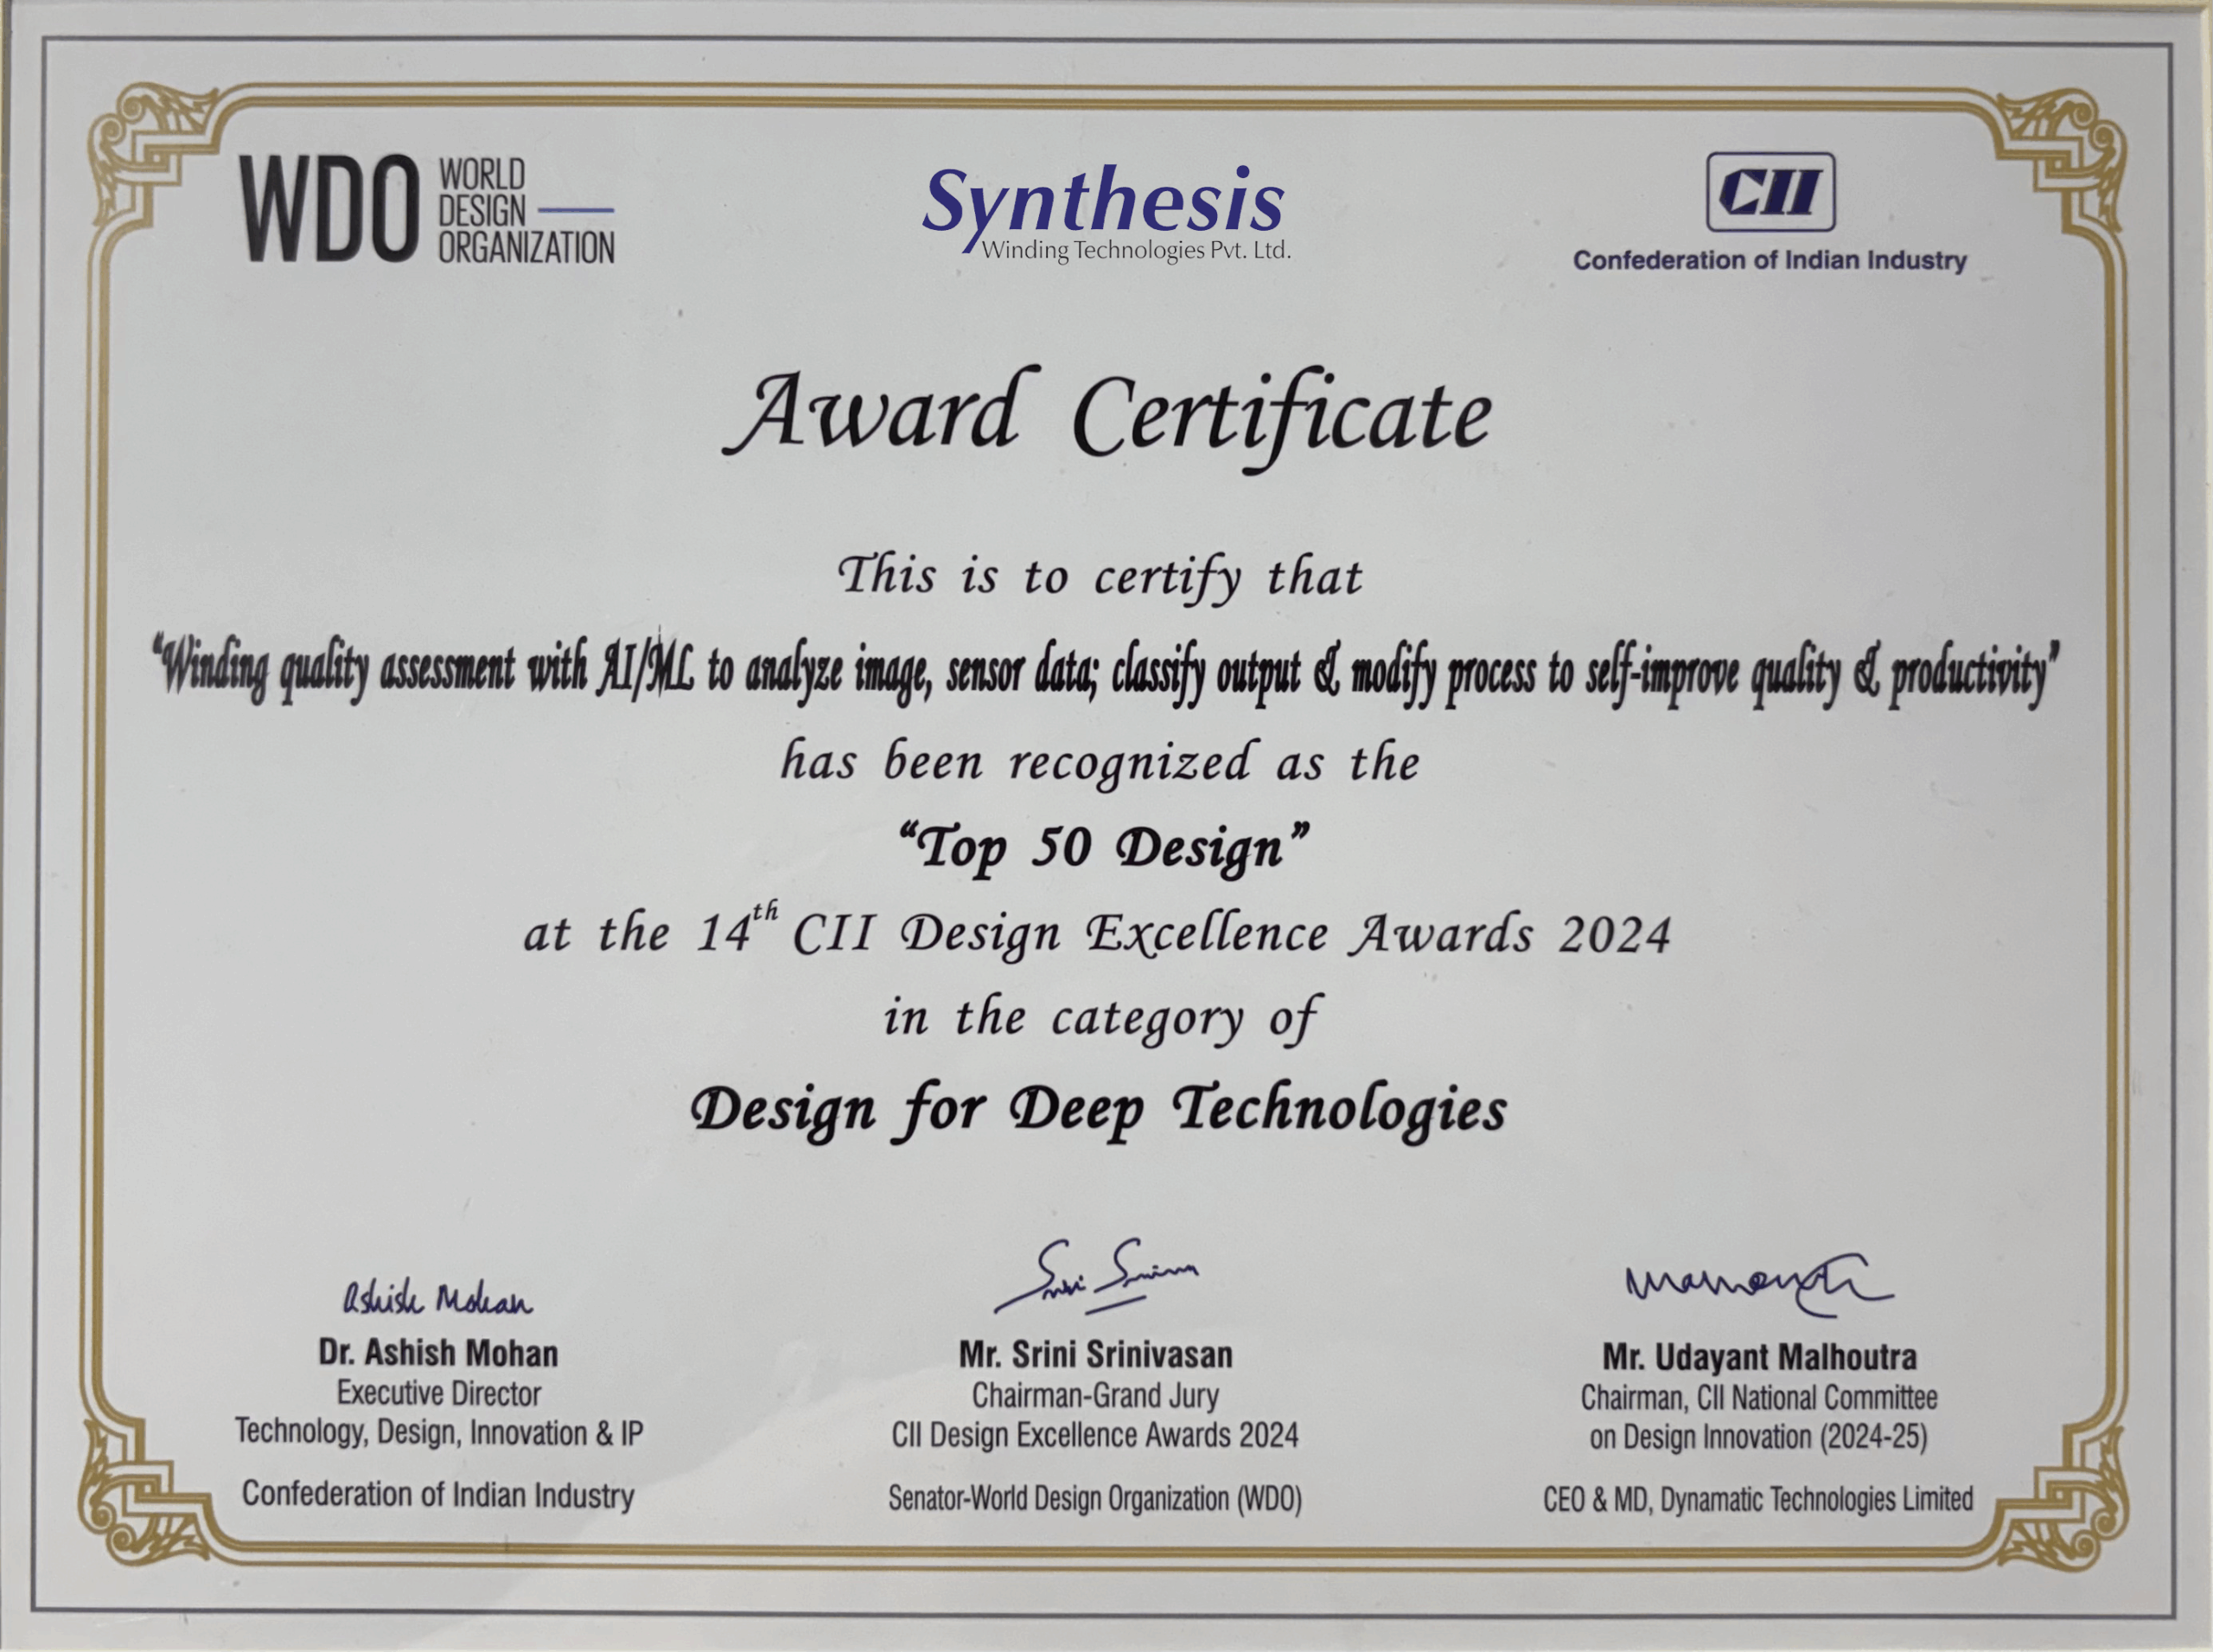 WDO WORLD
DESIGN
ORGANIZATION
Synthesis
Winding Technologies Pvt. Ltd.
CII
Confederation of Indian Industry
Award Certificate
This is to certify that
“Winding quality assessment with AI/ML to analyze image, sensor data; classify output & modify process to self-improve quality & productivity”
has been recognized as the
“Top 50 Design”
at the 14th CII Design Excellence Awards 2024
in the category of
Design for Deep Technologies
Ashish Mohan
Dr. Ashish Mohan
Executive Director
Technology, Design, Innovation & IP
Confederation of Indian Industry
Mr. Srini Srinivasan
Chairman-Grand Jury
CII Design Excellence Awards 2024
Senator-World Design Organization (WDO)
Mr. Udayant Malhoutra
Chairman, CII National Committee
on Design Innovation (2024-25)
CEO & MD, Dynamatic Technologies Limited